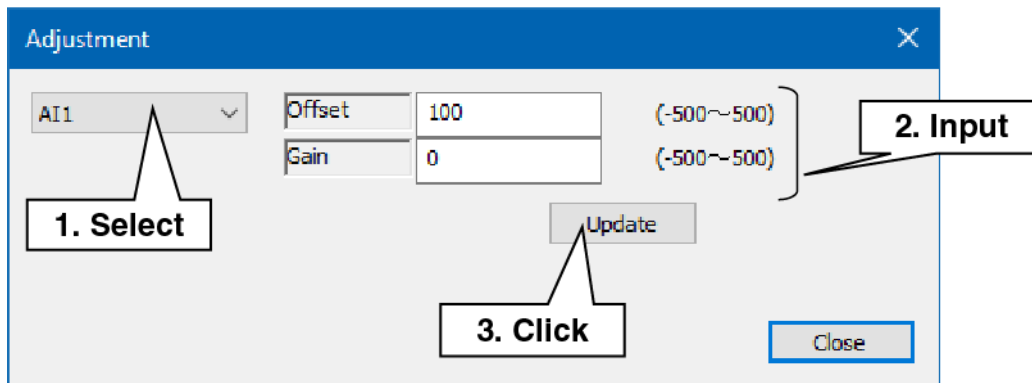 Adjustment
AI1
Offset 100 (-500~500)
2. Input
Gain 0 (-500~500)
1. Select
Update
3. Click
Close